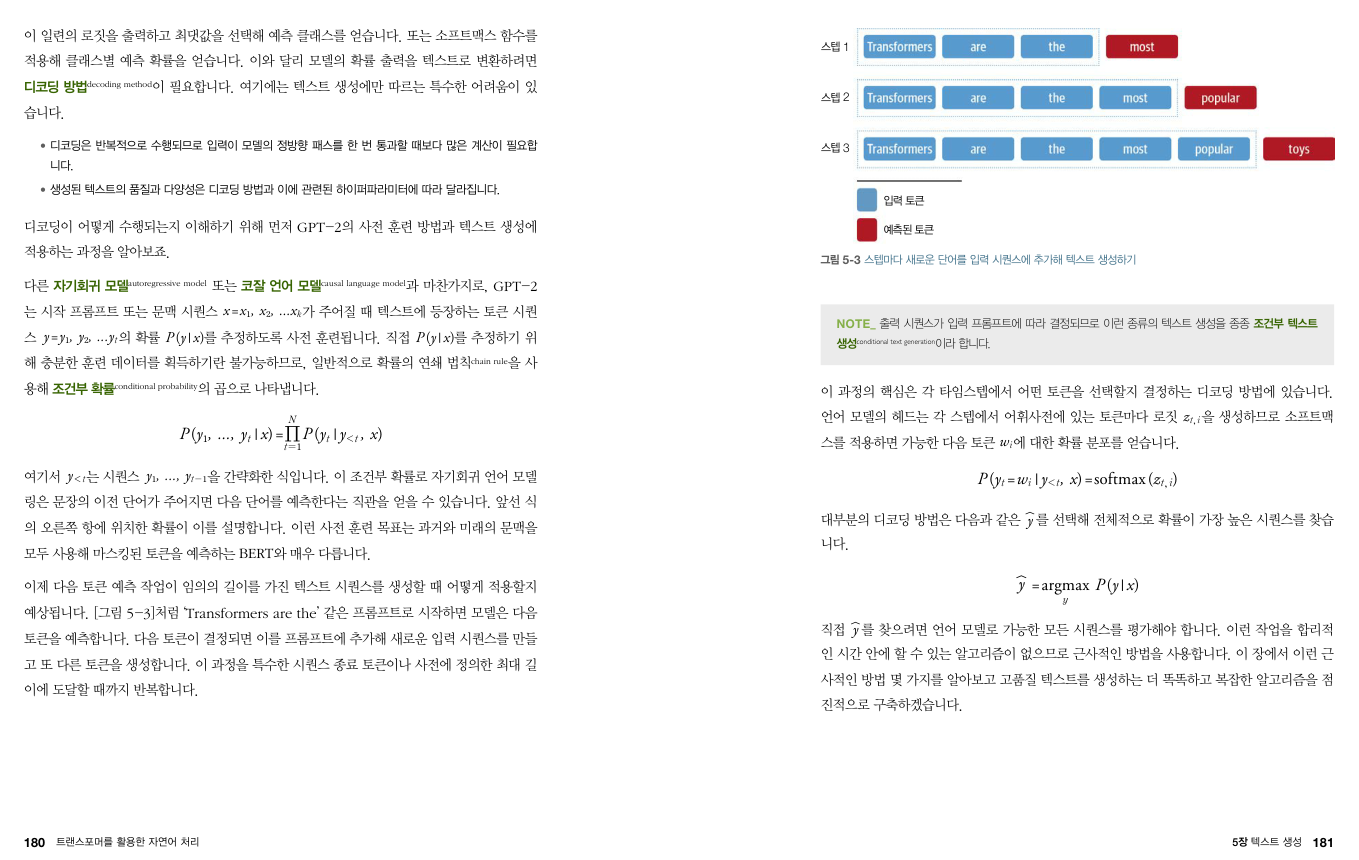 이 일련의 로짓을 출력하고 최댓값을 선택해 예측 클래스를 얻습니다. 또는 소프트맥스 함수를
적용해 클래스별 예측 확률을 얻습니다. 이와 달리 모델의 확률 출력을 텍스트로 변환하려면
디코딩 방법decoding method이 필요합니다. 여기에는 텍스트 생성에만 따르는 특수한 어려움이 있
습니다.
• 디코딩은 반복적으로 수행되므로 입력이 모델의 정방향 패스를 한 번 통과할 때보다 많은 계산이 필요합
니다.
• 생성된 텍스트의 품질과 다양성은 디코딩 방법과 이에 관련된 하이퍼파라미터에 따라 달라집니다.
디코딩이 어떻게 수행되는지 이해하기 위해 먼저 GPT-2의 사전 훈련 방법과 텍스트 생성에
적용하는 과정을 알아보죠.
다른 자기회귀 모델autoregressive model 또는 코잘 언어 모델causal language model과 마찬가지로, GPT-2
는 시작 프롬프트 또는 문맥 시퀀스 x=x₁, x₂, ...xₖ가 주어질 때 텍스트에 등장하는 토큰 시퀀
스 y=y₁, y₂, ...yₜ의 확률 P(y|x)를 추정하도록 사전 훈련됩니다. 직접 P(y|x)를 추정하기 위
해 충분한 훈련 데이터를 획득하기란 불가능하므로, 일반적으로 확률의 연쇄 법칙chain rule을 사
용해 조건부 확률conditional probability의 곱으로 나타냅니다.
P(y₁, ..., yₜ|x)=∏ₜ₌₁ᴺ P(yₜ|y<ₜ, x)
여기서 y<ₜ는 시퀀스 y₁, ..., yₜ₋₁을 간략화한 식입니다. 이 조건부 확률로 자기회귀 언어 모델
링은 문장의 이전 단어가 주어지면 다음 단어를 예측한다는 직관을 얻을 수 있습니다. 앞선 식
의 오른쪽 항에 위치한 확률이 이를 설명합니다. 이런 사전 훈련 목표는 과거와 미래의 문맥을
모두 사용해 마스킹된 토큰을 예측하는 BERT와 매우 다릅니다.
이제 다음 토큰 예측 작업이 임의의 길이를 가진 텍스트 시퀀스를 생성할 때 어떻게 적용할지
예상됩니다. [그림 5-3]처럼 'Transformers are the' 같은 프롬프트로 시작하면 모델은 다음
토큰을 예측합니다. 다음 토큰이 결정되면 이를 프롬프트에 추가해 새로운 입력 시퀀스를 만들
고 또 다른 토큰을 생성합니다. 이 과정을 특수한 시퀀스 종료 토큰이나 사전에 정의한 최대 길
이에 도달할 때까지 반복합니다.
180 트랜스포머를 활용한 자연어 처리
스텝 1 Transformers are the most
스텝 2 Transformers are the most popular
스텝 3 Transformers are the most popular toys
입력 토큰
예측된 토큰
그림 5-3 스텝마다 새로운 단어를 입력 시퀀스에 추가해 텍스트 생성하기
NOTE_ 출력 시퀀스가 입력 프롬프트에 따라 결정되므로 이런 종류의 텍스트 생성을 종종 조건부 텍스트
생성conditional text generation이라 합니다.
이 과정의 핵심은 각 타임스텝에서 어떤 토큰을 선택할지 결정하는 디코딩 방법에 있습니다.
언어 모델의 헤드는 각 스텝에서 어휘사전에 있는 토큰마다 로짓 zₜ,ᵢ을 생성하므로 소프트맥
스를 적용하면 가능한 다음 토큰 wᵢ에 대한 확률 분포를 얻습니다.
P(yₜ=wᵢ|y<ₜ, x)=softmax(zₜ,ᵢ)
대부분의 디코딩 방법은 다음과 같은 ŷ를 선택해 전체적으로 확률이 가장 높은 시퀀스를 찾습
니다.
ŷ =argmax P(y|x)
y
직접 ŷ를 찾으려면 언어 모델로 가능한 모든 시퀀스를 평가해야 합니다. 이런 작업을 합리적
인 시간 안에 할 수 있는 알고리즘이 없으므로 근사적인 방법을 사용합니다. 이 장에서 이런 근
사적인 방법 몇 가지를 알아보고 고품질 텍스트를 생성하는 더 똑똑하고 복잡한 알고리즘을 점
진적으로 구축하겠습니다.
5장 텍스트 생성 181